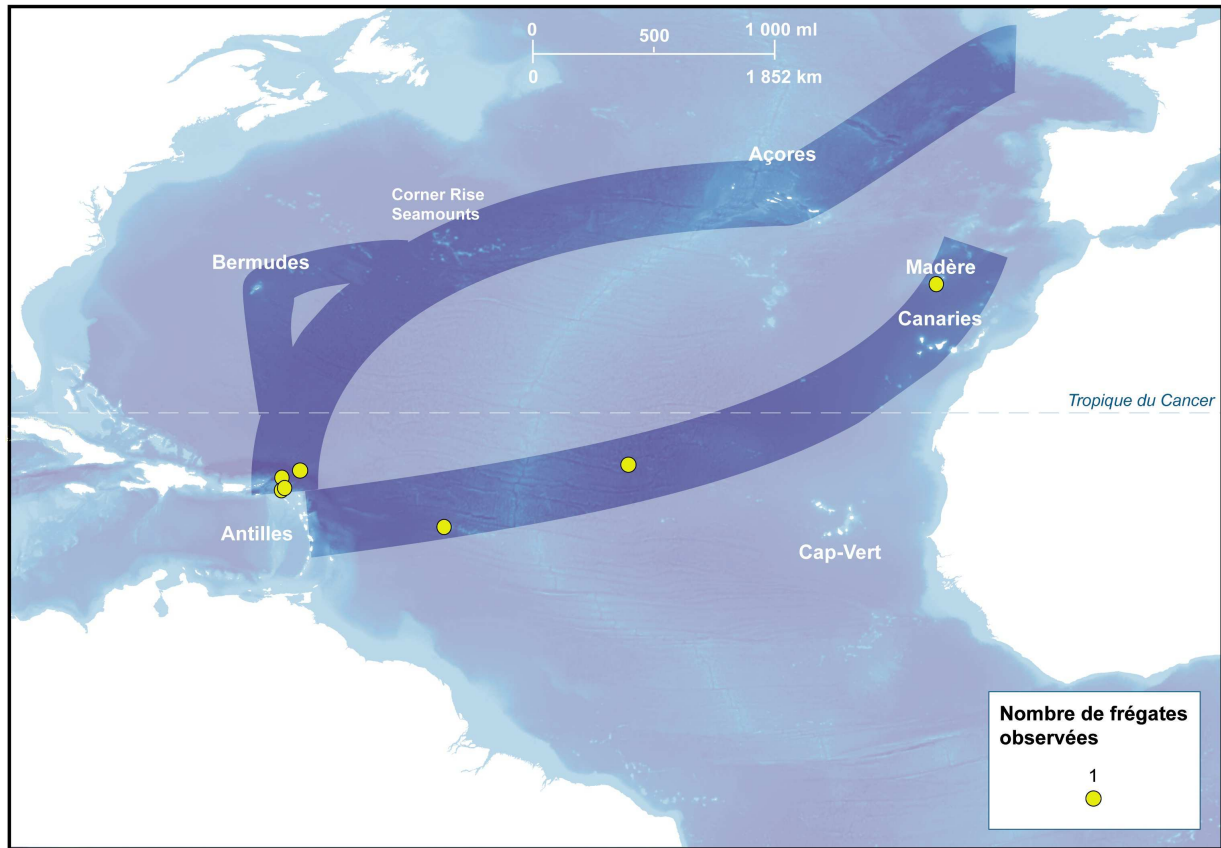 0
500
1 000 ml
0
1 852 km
Açores
Corner Rise
Seamounts
Bermudes
Madère
Canaries
Tropique du Cancer
Antilles
Cap-Vert
Nombre de frégates
observées
1